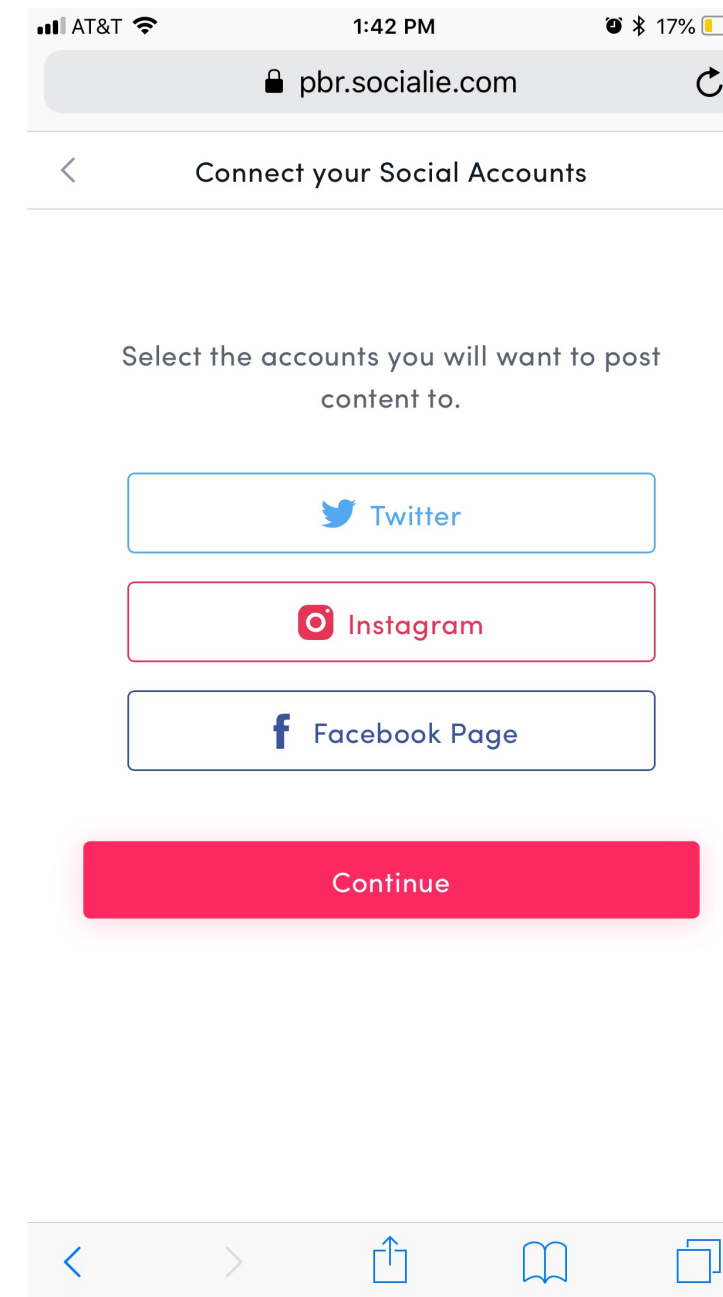 AT&T 1:42 PM 17%
pbr.socialie.com
Connect your Social Accounts
Select the accounts you will want to post
content to.
Twitter
Instagram
Facebook Page
Continue